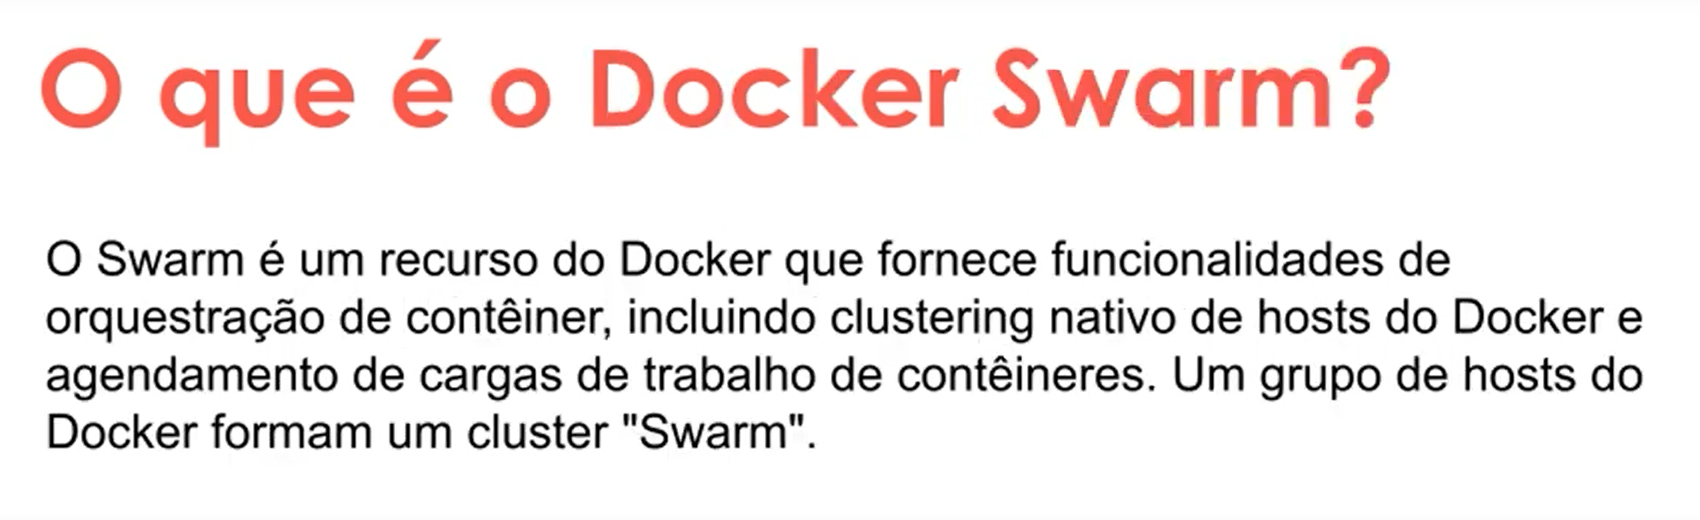 O que é o Docker Swarm?
O Swarm é um recurso do Docker que fornece funcionalidades de
orquestração de contêiner, incluindo clustering nativo de hosts do Docker e
agendamento de cargas de trabalho de contêineres. Um grupo de hosts do
Docker formam um cluster "Swarm".